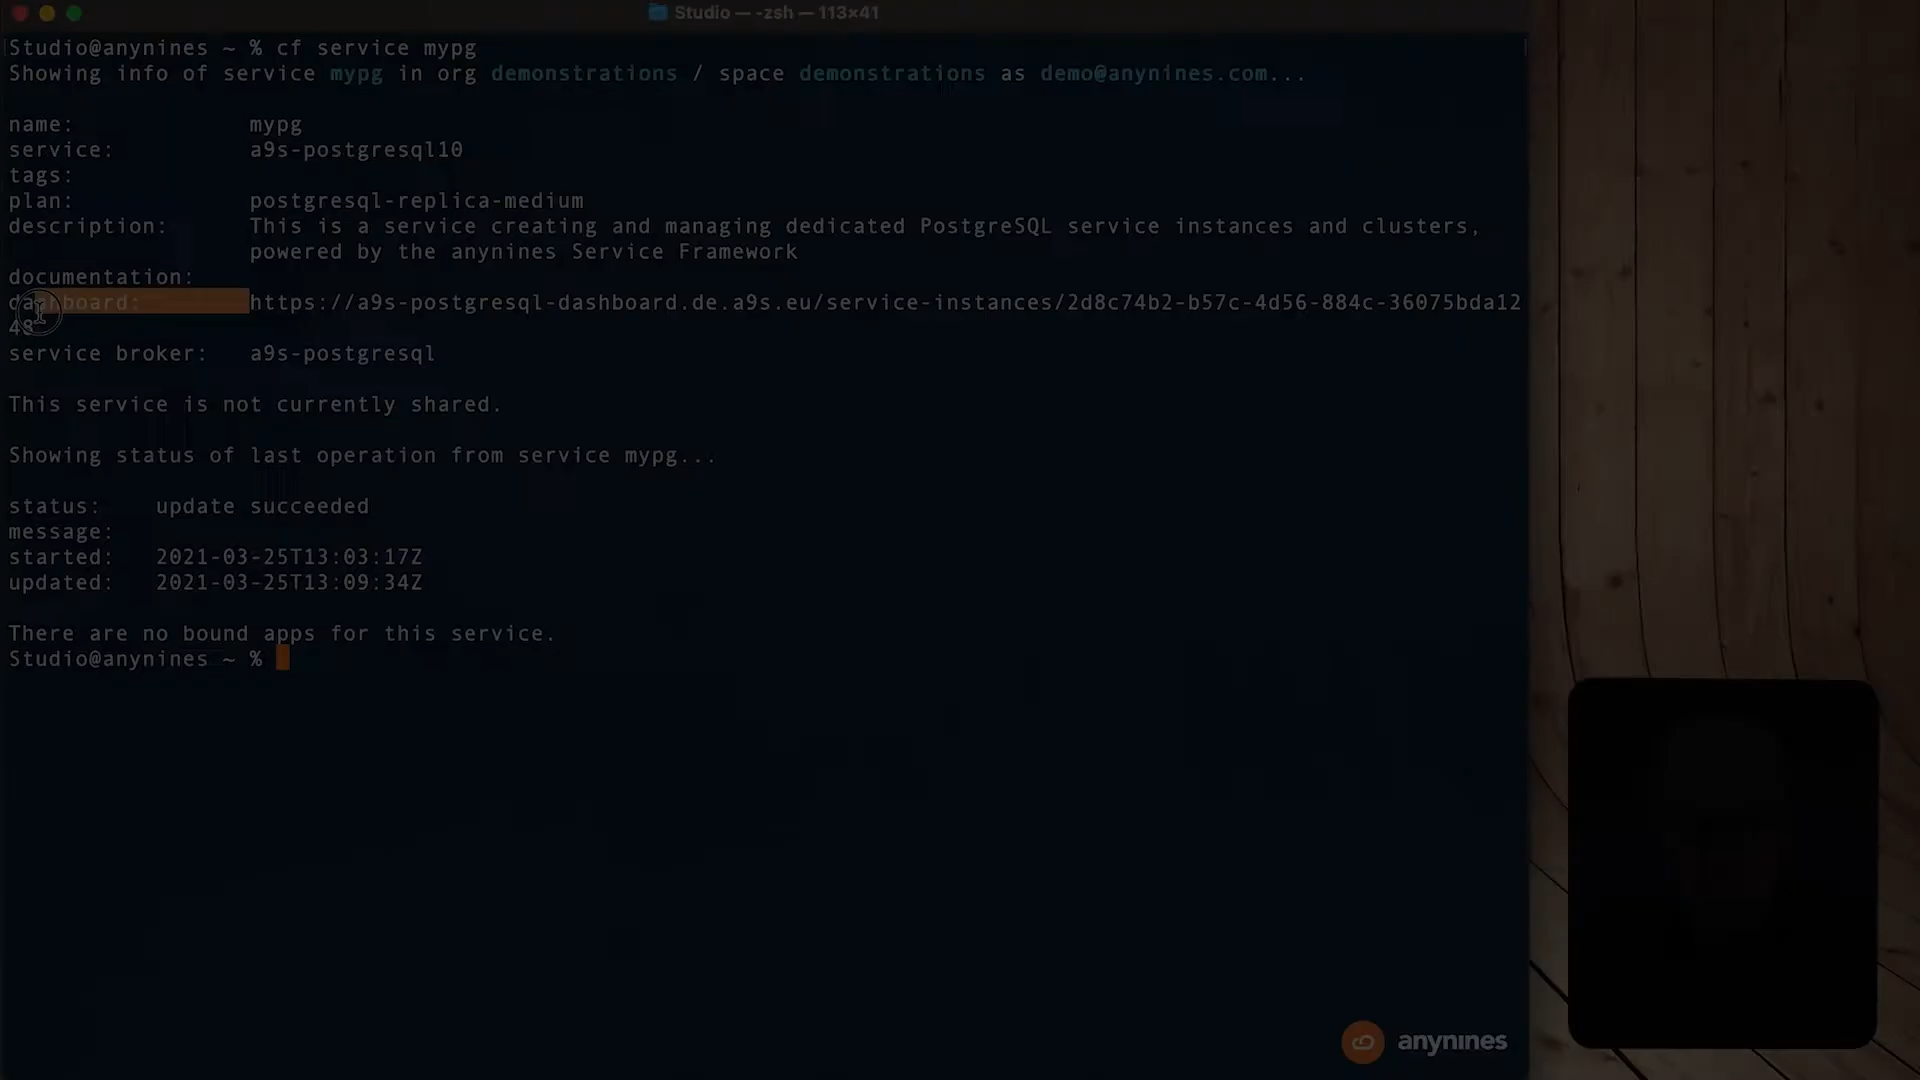 Studio — -zsh — 113×41
Studio@anynines ~ % cf service mypg
Showing info of service mypg in org demonstrations / space demonstrations as demo@anynines.com...
name: mypg
service: a9s-postgresql10
tags:
plan: postgresql-replica-medium
description: This is a service creating and managing dedicated PostgreSQL service instances and clusters,
powered by the anynines Service Framework
documentation:
dashboard: https://a9s-postgresql-dashboard.de.a9s.eu/service-instances/2d8c74b2-b57c-4d56-884c-36075bda12
48
service broker: a9s-postgresql
This service is not currently shared.
Showing status of last operation from service mypg...
status: update succeeded
message:
started: 2021-03-25T13:03:17Z
updated: 2021-03-25T13:09:34Z
There are no bound apps for this service.
Studio@anynines ~ %
anynines